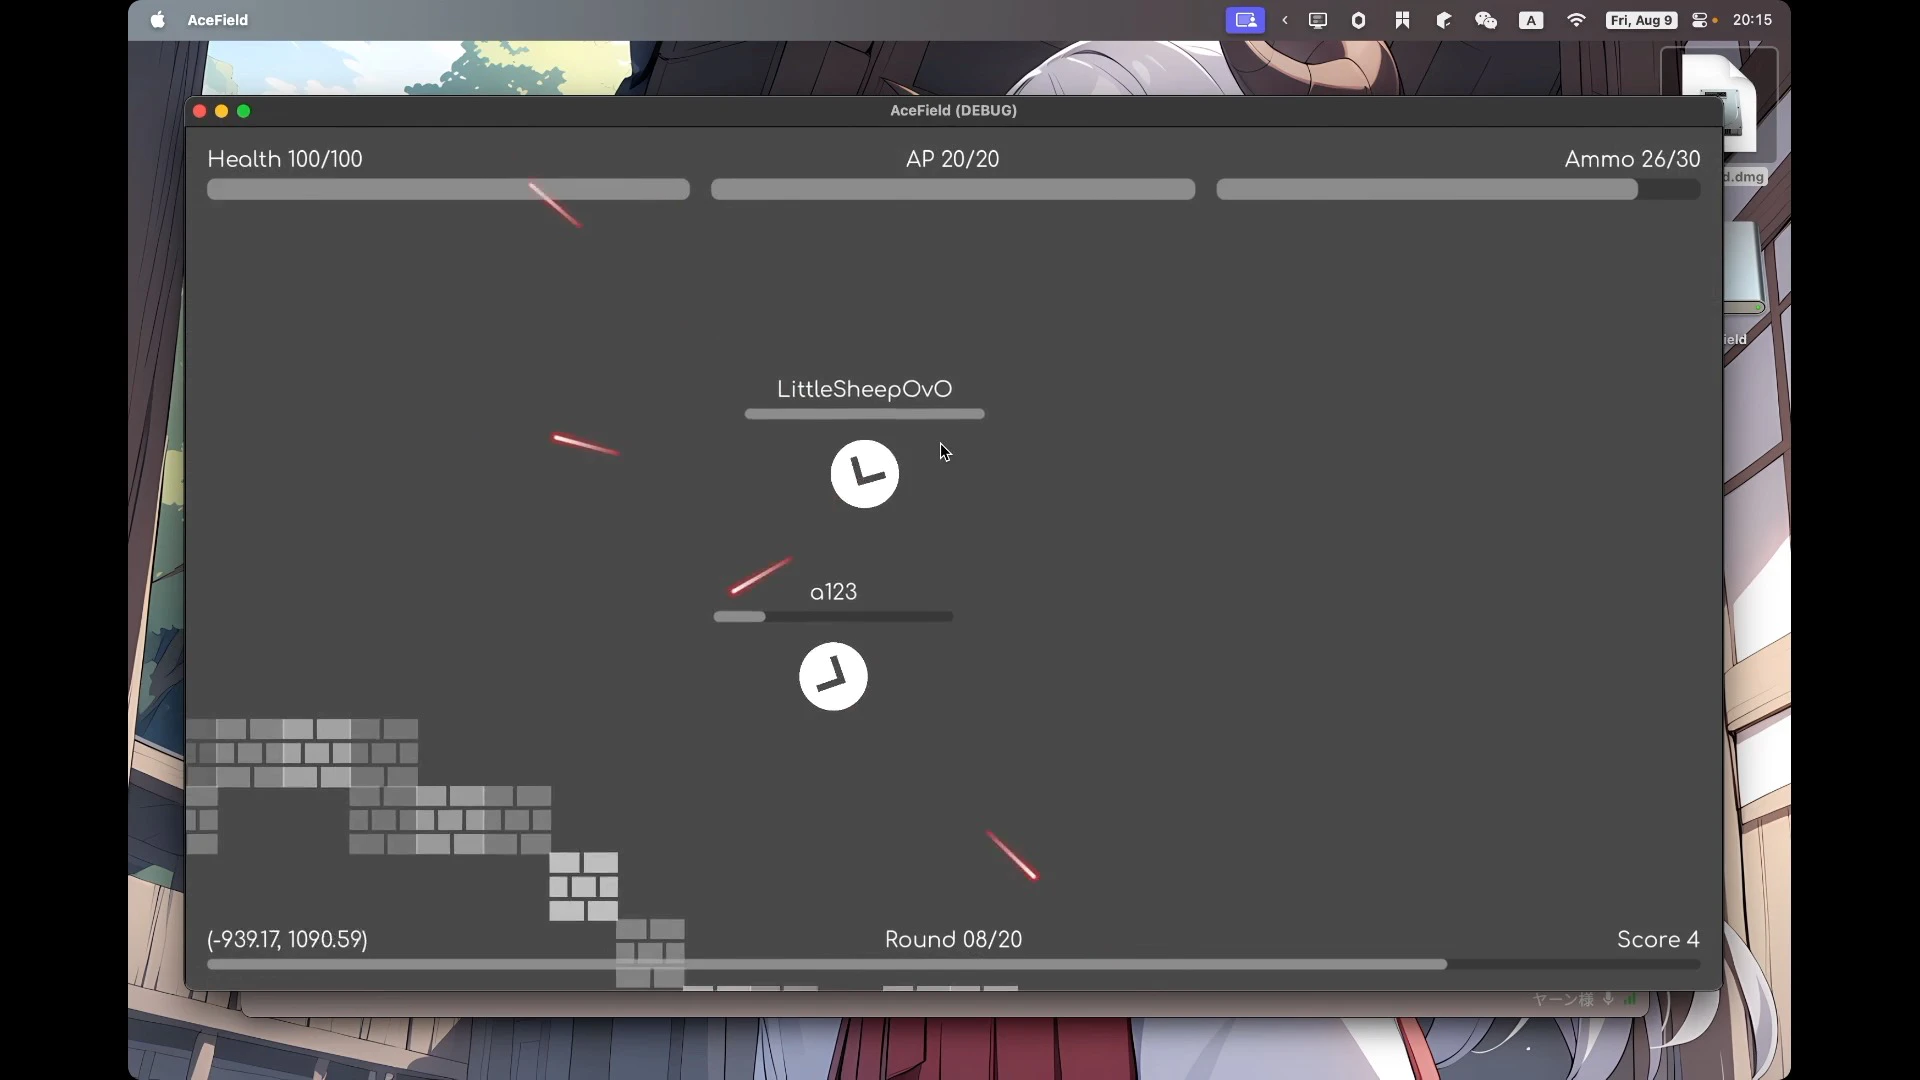 AceField
A
Fri, Aug 9
20:15
AceField (DEBUG)
Health 100/100
AP 20/20
Ammo 26/30
d.dmg
ield
LittleSheepOvO
a123
(-939.17, 1090.59)
Round 08/20
Score 4
ヤーン様